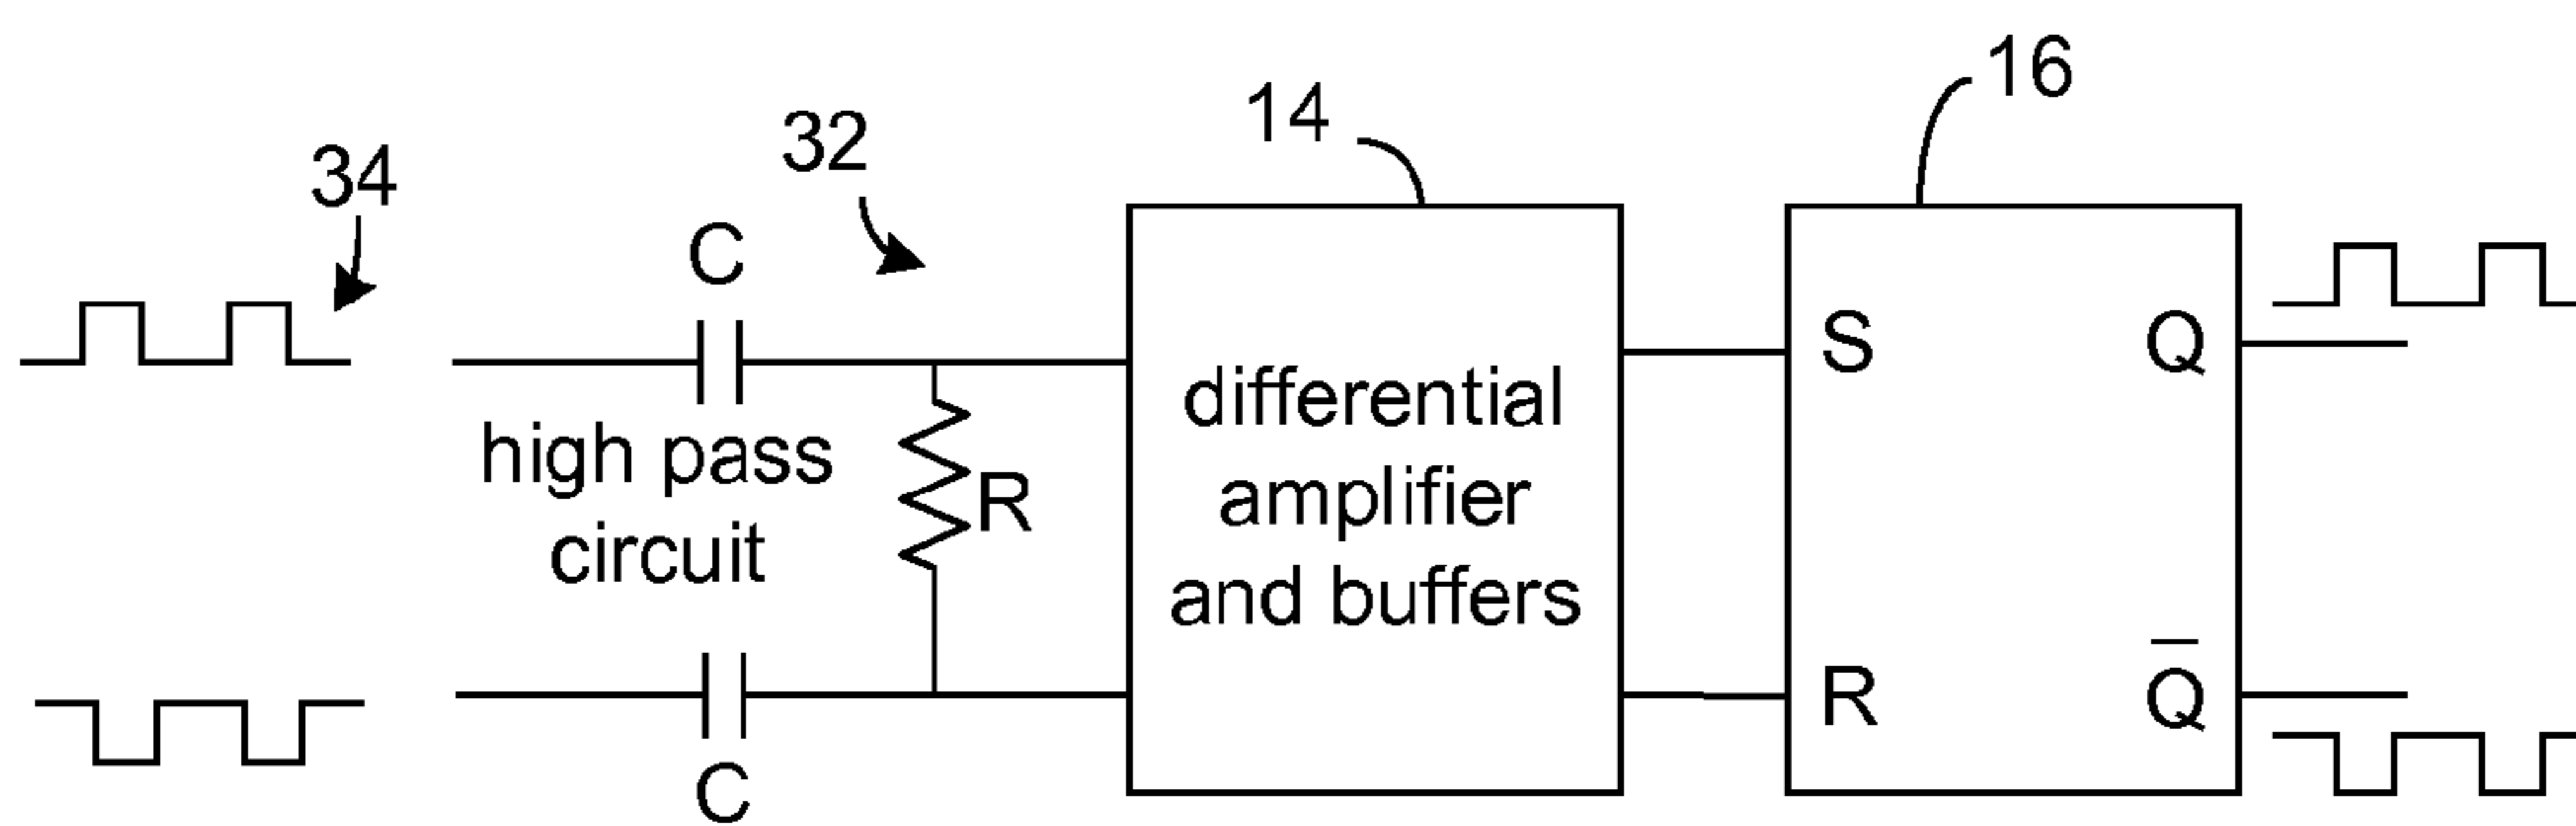 34
32
14
16
C
high pass
circuit
R
C
differential
amplifier
and buffers
S
Q
R
Q̅